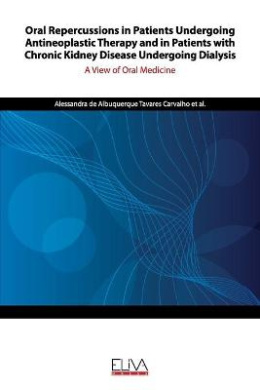 Oral Repercussions in Patients Undergoing
Antineoplastic Therapy and in Patients with
Chronic Kidney Disease Undergoing Dialysis
A View of Oral Medicine
Alessandra de Albuquerque Tavares Carvalho et al.
ELIVA